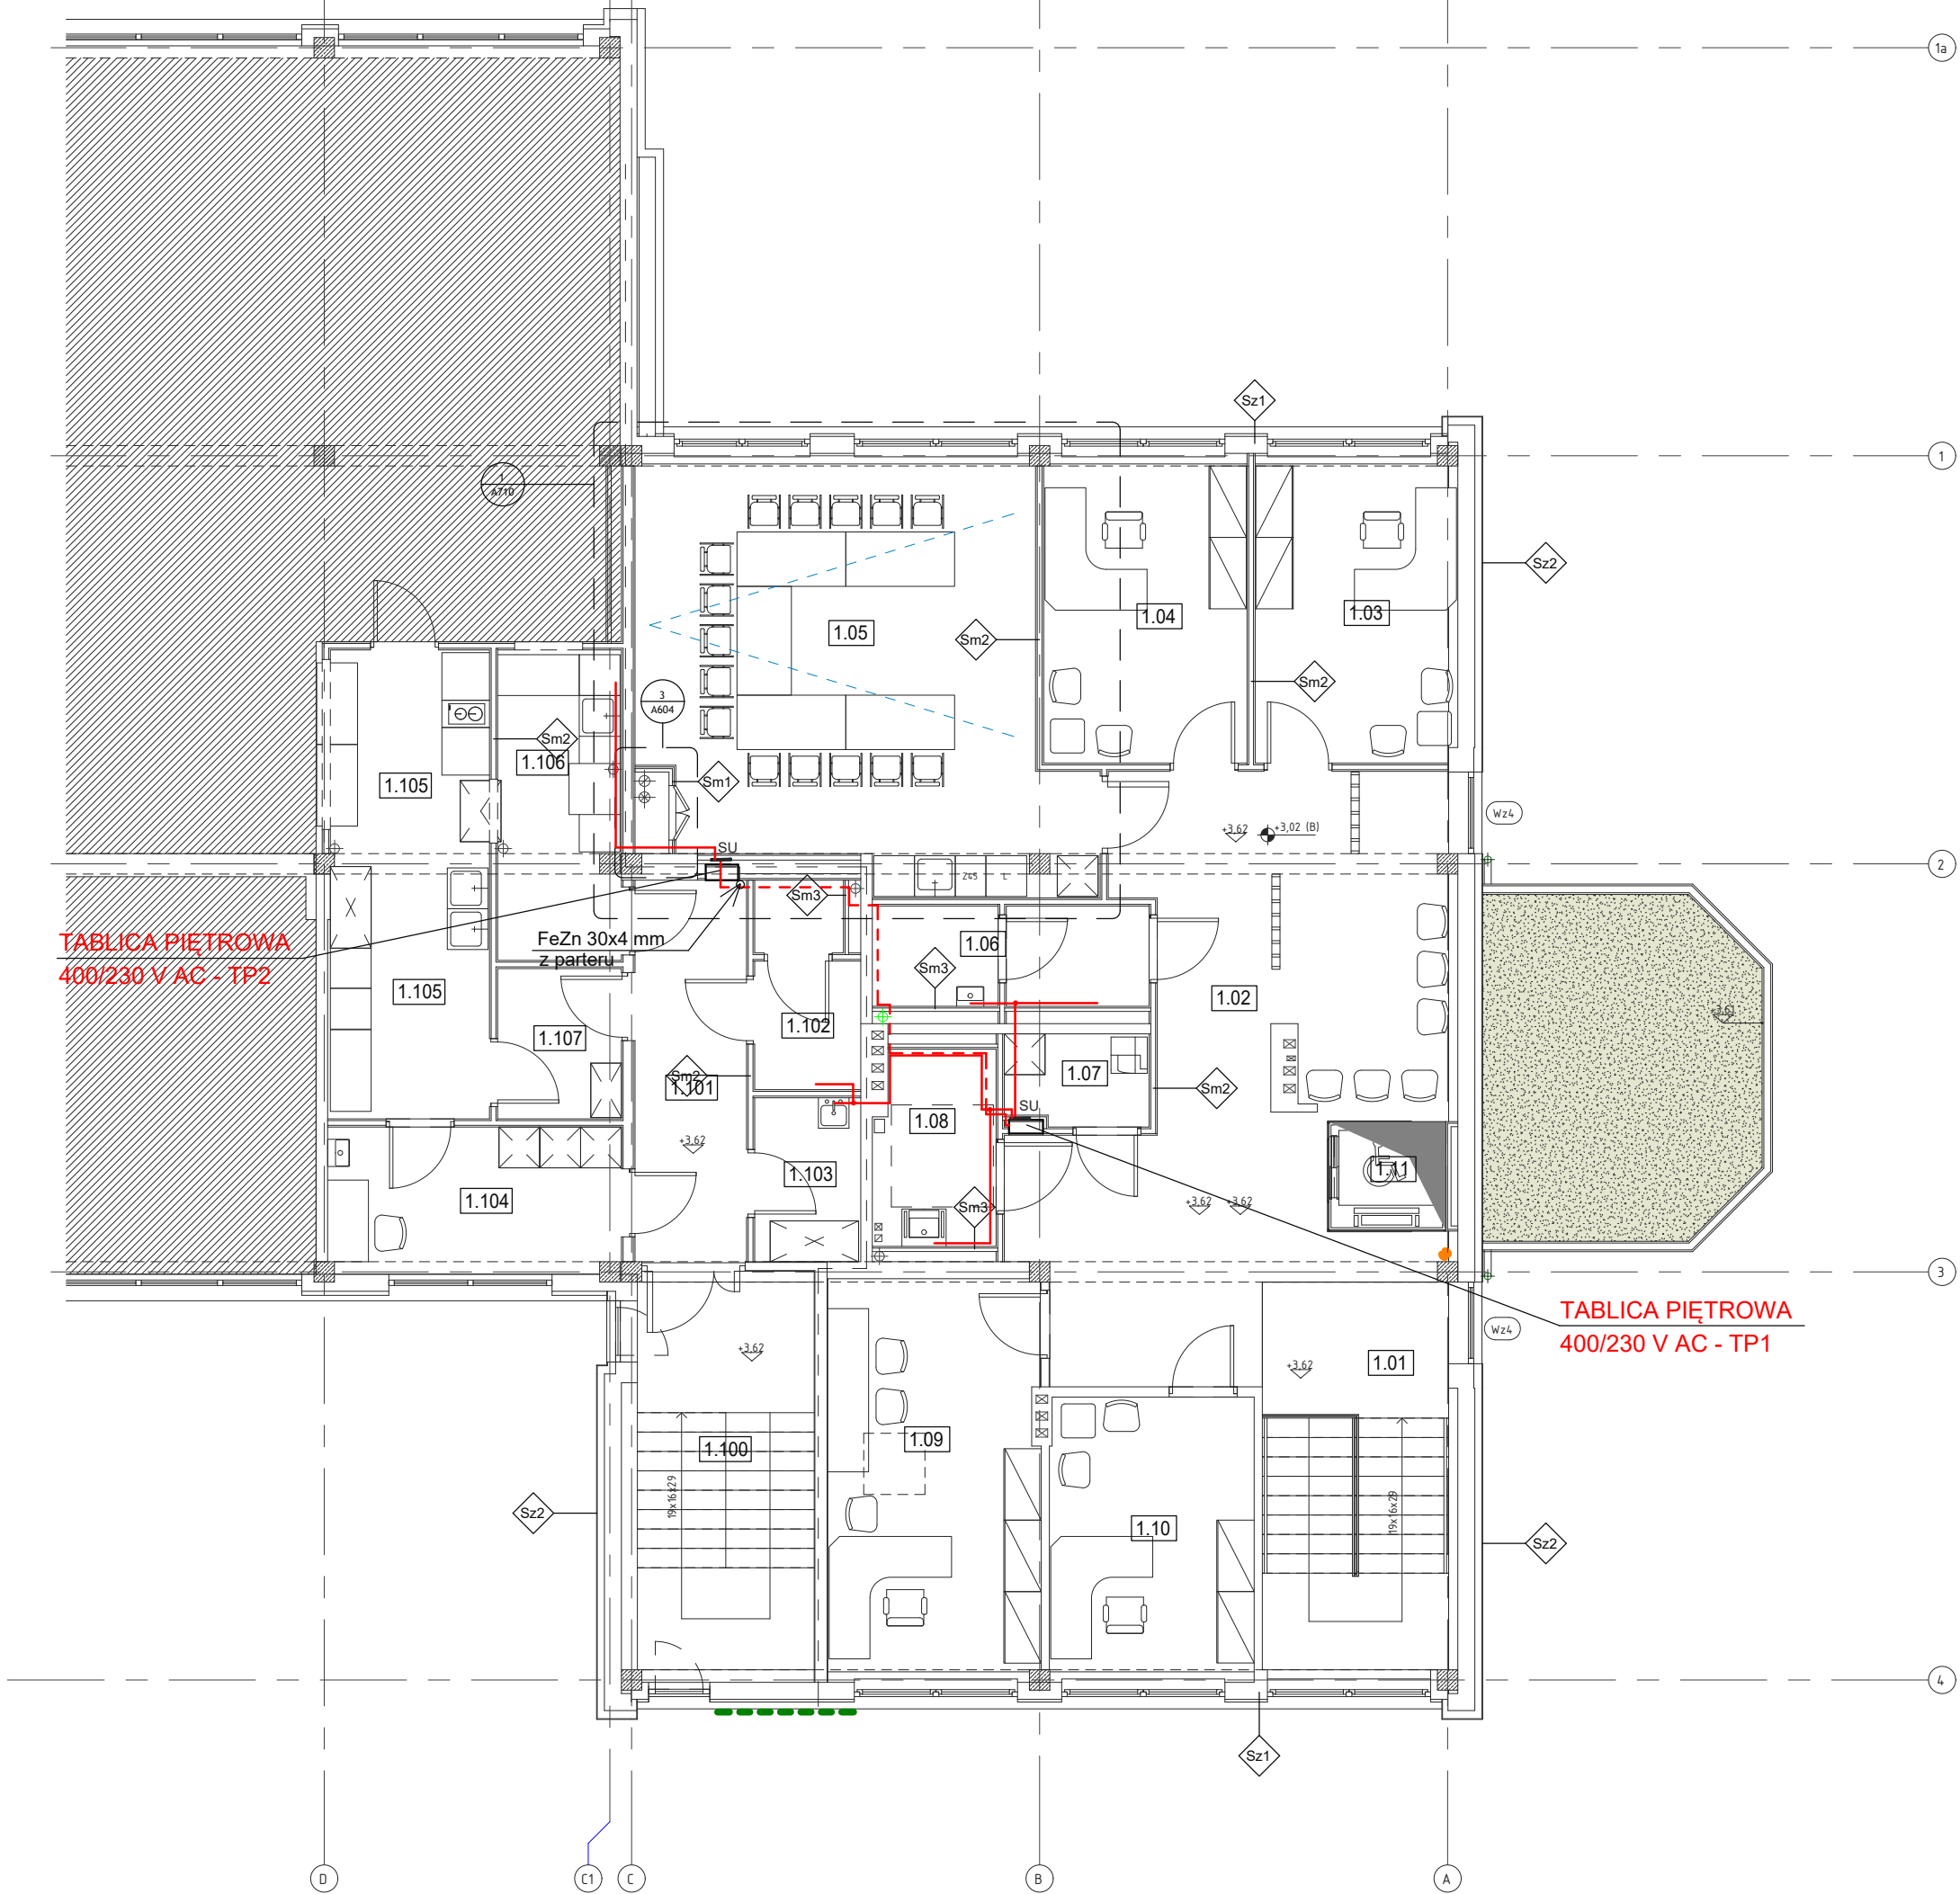 1a
Sz1
1
1
A710
Sz2
1.05
1.04
1.03
Sm2
Sm2
3
A604
Sm2
1.106
1.105
Sm1
Wz4
+3,62
+3,02 (B)
SU
2
Z45
L
Sm3
TABLICA PIĘTROWA
400/230 V AC - TP2
FeZn 30x4 mm
z parteru
1.06
Sm3
1.105
1.02
1.102
1.107
Sm2
1.101
1.07
Sm2
SU
1.08
+3,62
1.103
1.11
1.104
Sm3
+3,62
+3,62
3
TABLICA PIĘTROWA
400/230 V AC - TP1
Wz4
+3,62
+3,62
1.01
1.100
1.09
19x16x29
19x16x29
Sz2
1.10
Sz2
4
Sz1
D
C1
C
B
A